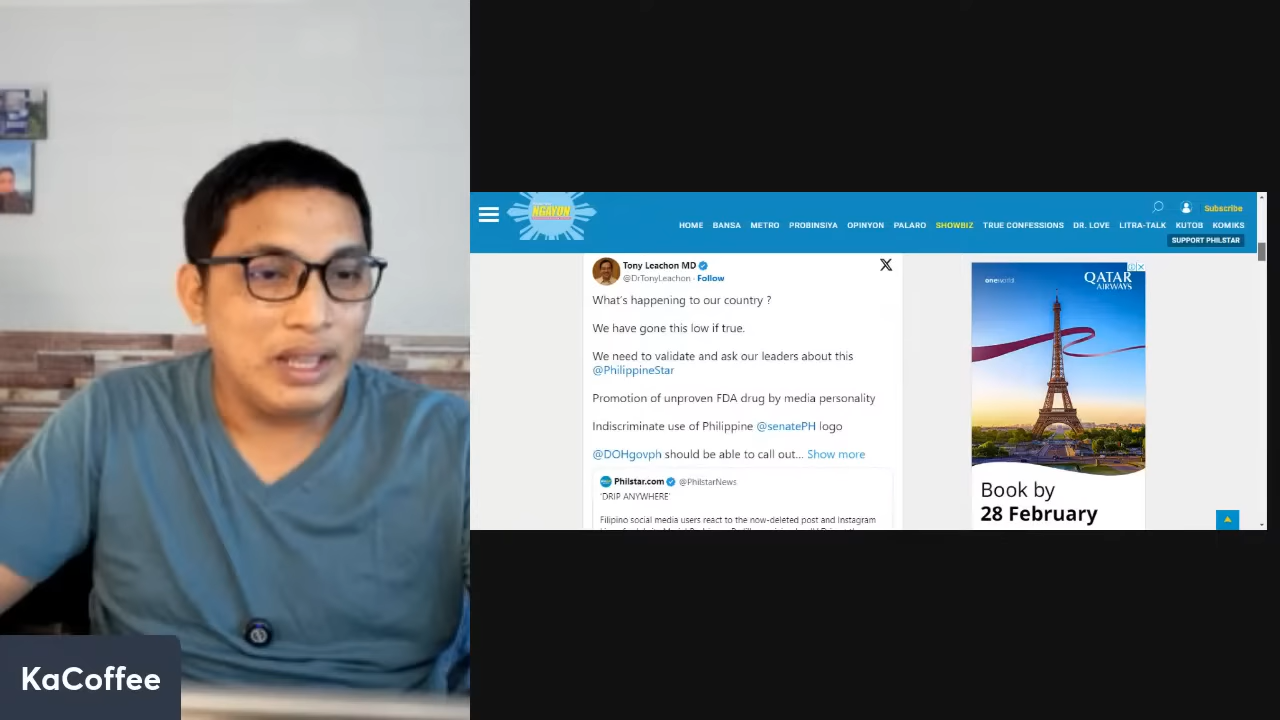 NGAYON
Subscribe
HOME BANSA METRO PROBINSIYA OPINYON PALARO SHOWBIZ TRUE CONFESSIONS DR. LOVE LITRA-TALK KUTOB KOMIKS
SUPPORT PHILSTAR
Tony Leachon MD
@DrTonyLeachon · Follow
What's happening to our country ?
We have gone this low if true.
We need to validate and ask our leaders about this
@PhilippineStar
Promotion of unproven FDA drug by media personality
Indiscriminate use of Philippine @senatePH logo
@DOHgovph should be able to call out... Show more
Philstar.com @PhilstarNews
'DRIP ANYWHERE'
Filipino social media users react to the now-deleted post and Instagram
oneworld
QATAR
AIRWAYS
Book by
28 February
KaCoffee